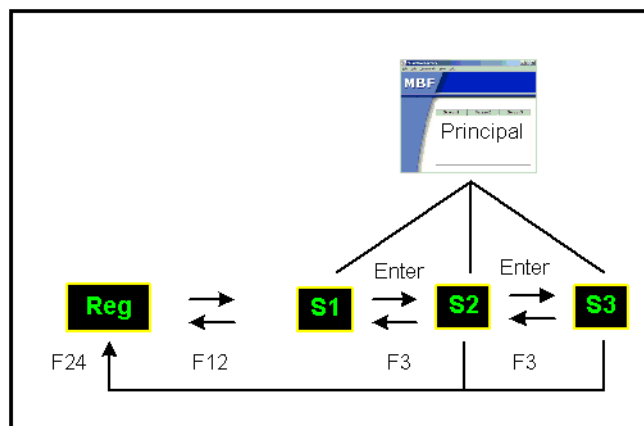 MBF
Principal
Enter
Enter
Reg
S1
S2
S3
F24
F12
F3
F3